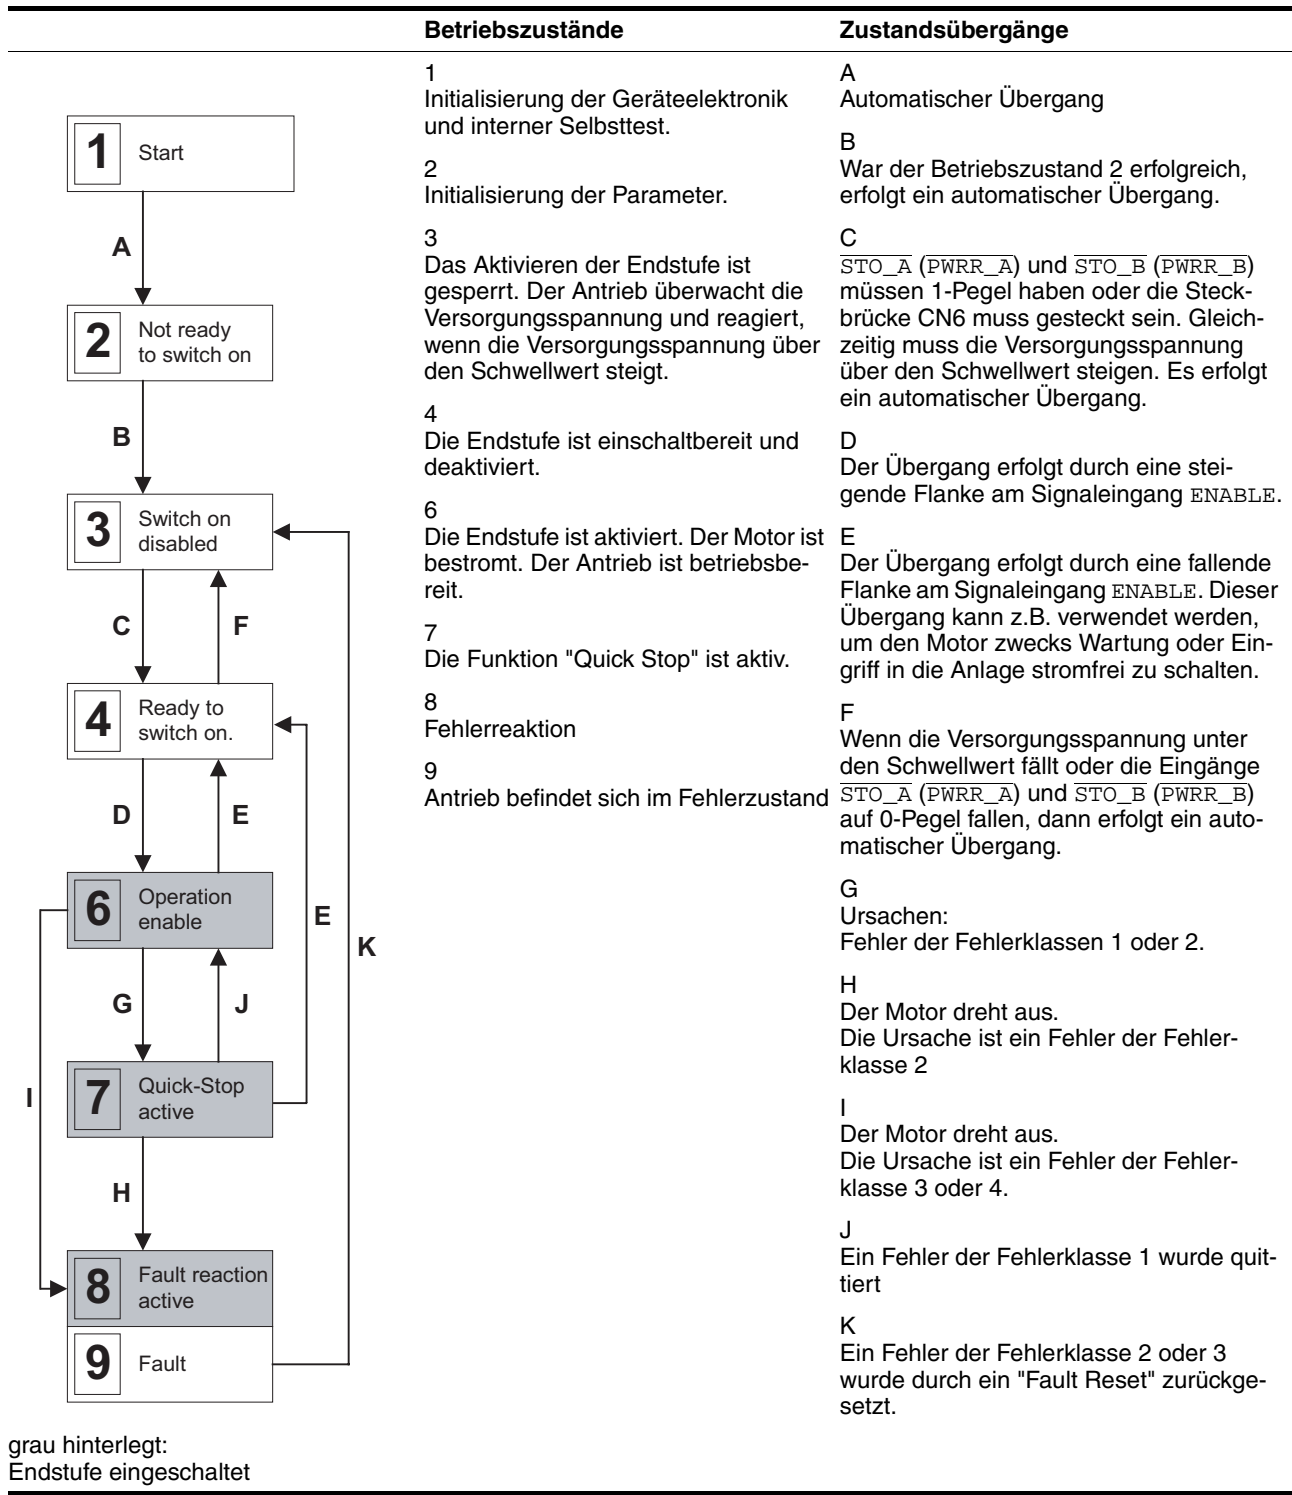 Betriebszustände
Zustandsübergänge
1
Start
A
2
Not ready
to switch on
B
3
Switch on
disabled
C
F
4
Ready to
switch on.
D
E
6
Operation
enable
E
K
G
J
7
Quick-Stop
active
I
H
8
Fault reaction
active
9
Fault
grau hinterlegt:
Endstufe eingeschaltet
1
Initialisierung der Geräteelektronik
und interner Selbsttest.
2
Initialisierung der Parameter.
3
Das Aktivieren der Endstufe ist
gesperrt. Der Antrieb überwacht die
Versorgungsspannung und reagiert,
wenn die Versorgungsspannung über
den Schwellwert steigt.
4
Die Endstufe ist einschaltbereit und
deaktiviert.
6
Die Endstufe ist aktiviert. Der Motor ist
bestromt. Der Antrieb ist betriebsbe-
reit.
7
Die Funktion "Quick Stop" ist aktiv.
8
Fehlerreaktion
9
Antrieb befindet sich im Fehlerzustand
A
Automatischer Übergang
B
War der Betriebszustand 2 erfolgreich,
erfolgt ein automatischer Übergang.
C
STO_A (PWRR_A) und STO_B (PWRR_B)
müssen 1-Pegel haben oder die Steck-
brücke CN6 muss gesteckt sein. Gleich-
zeitig muss die Versorgungsspannung
über den Schwellwert steigen. Es erfolgt
ein automatischer Übergang.
D
Der Übergang erfolgt durch eine stei-
gende Flanke am Signaleingang ENABLE.
E
Der Übergang erfolgt durch eine fallende
Flanke am Signaleingang ENABLE. Dieser
Übergang kann z.B. verwendet werden,
um den Motor zwecks Wartung oder Ein-
griff in die Anlage stromfrei zu schalten.
F
Wenn die Versorgungsspannung unter
den Schwellwert fällt oder die Eingänge
STO_A (PWRR_A) und STO_B (PWRR_B)
auf 0-Pegel fallen, dann erfolgt ein auto-
matischer Übergang.
G
Ursachen:
Fehler der Fehlerklassen 1 oder 2.
H
Der Motor dreht aus.
Die Ursache ist ein Fehler der Fehler-
klasse 2
I
Der Motor dreht aus.
Die Ursache ist ein Fehler der Fehler-
klasse 3 oder 4.
J
Ein Fehler der Fehlerklasse 1 wurde quit-
tiert
K
Ein Fehler der Fehlerklasse 2 oder 3
wurde durch ein "Fault Reset" zurückge-
setzt.